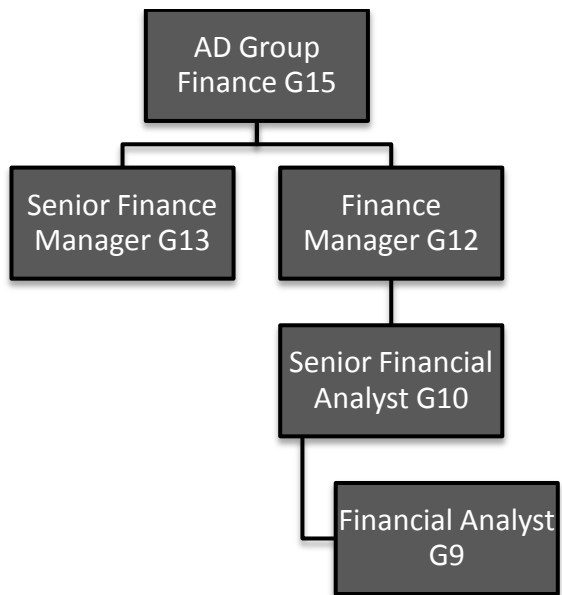 AD Group
Finance G15
Senior Finance
Manager G13
Finance
Manager G12
Senior Financial
Analyst G10
Financial Analyst
G9